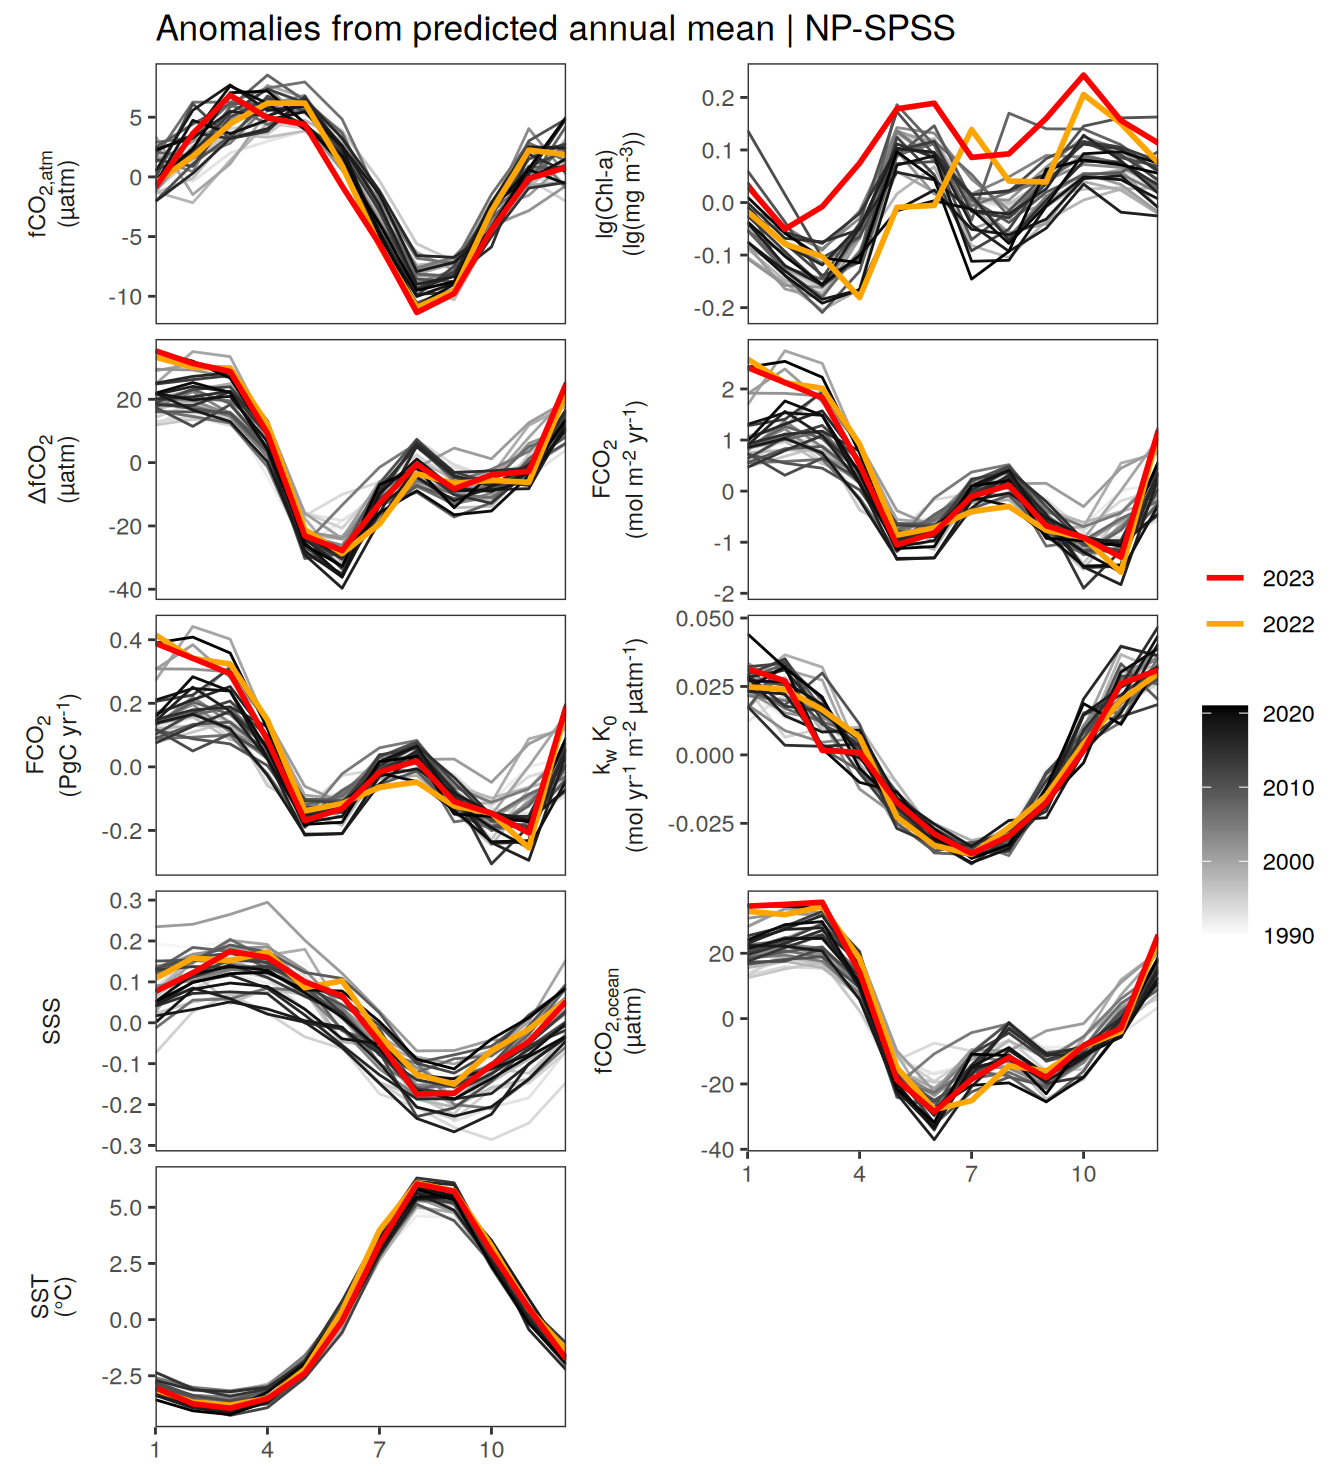 Anomalies from predicted annual mean | NP-SPSS
fCO2,atm
(µatm)
5
0
-5
-10
lg(Chl-a)
(lg(mg m-3))
0.2
0.1
0.0
-0.1
-0.2
ΔfCO2
(µatm)
20
0
-20
-40
FCO2
(mol m-2 yr-1)
2
1
0
-1
-2
FCO2
(PgC yr-1)
0.4
0.2
0.0
-0.2
kw K0
(mol yr-1 m-2 µatm-1)
0.050
0.025
0.000
-0.025
SSS
0.3
0.2
0.1
0.0
-0.1
-0.2
-0.3
fCO2,ocean
(µatm)
20
0
-20
-40
1 4 7 10
SST
(°C)
5.0
2.5
0.0
-2.5
1 4 7 10
2023
2022
2020
2010
2000
1990